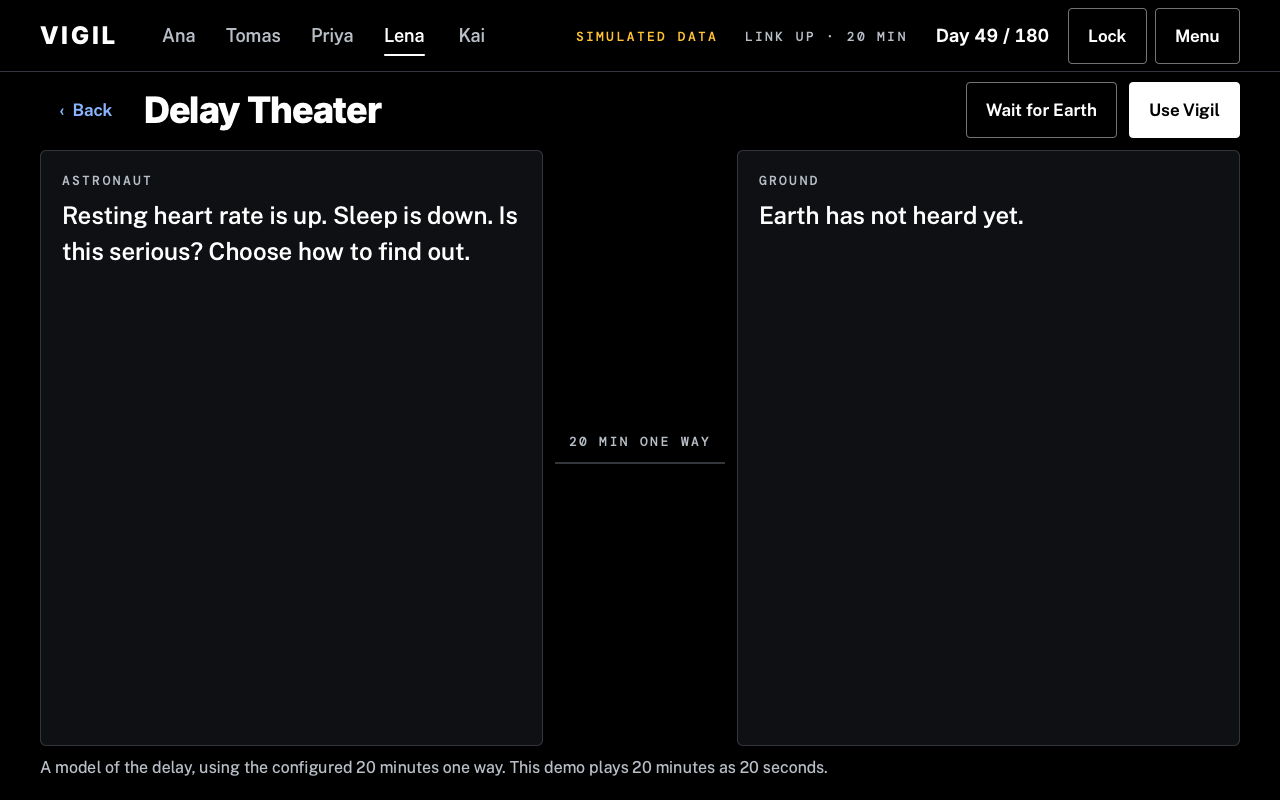 VIGIL
Ana
Tomas
Priya
Lena
Kai
SIMULATED DATA
LINK UP · 20 MIN
Day 49 / 180
Lock
Menu
‹ Back
Delay Theater
Wait for Earth
Use Vigil
ASTRONAUT
Resting heart rate is up. Sleep is down. Is
this serious? Choose how to find out.
20 MIN ONE WAY
GROUND
Earth has not heard yet.
A model of the delay, using the configured 20 minutes one way. This demo plays 20 minutes as 20 seconds.